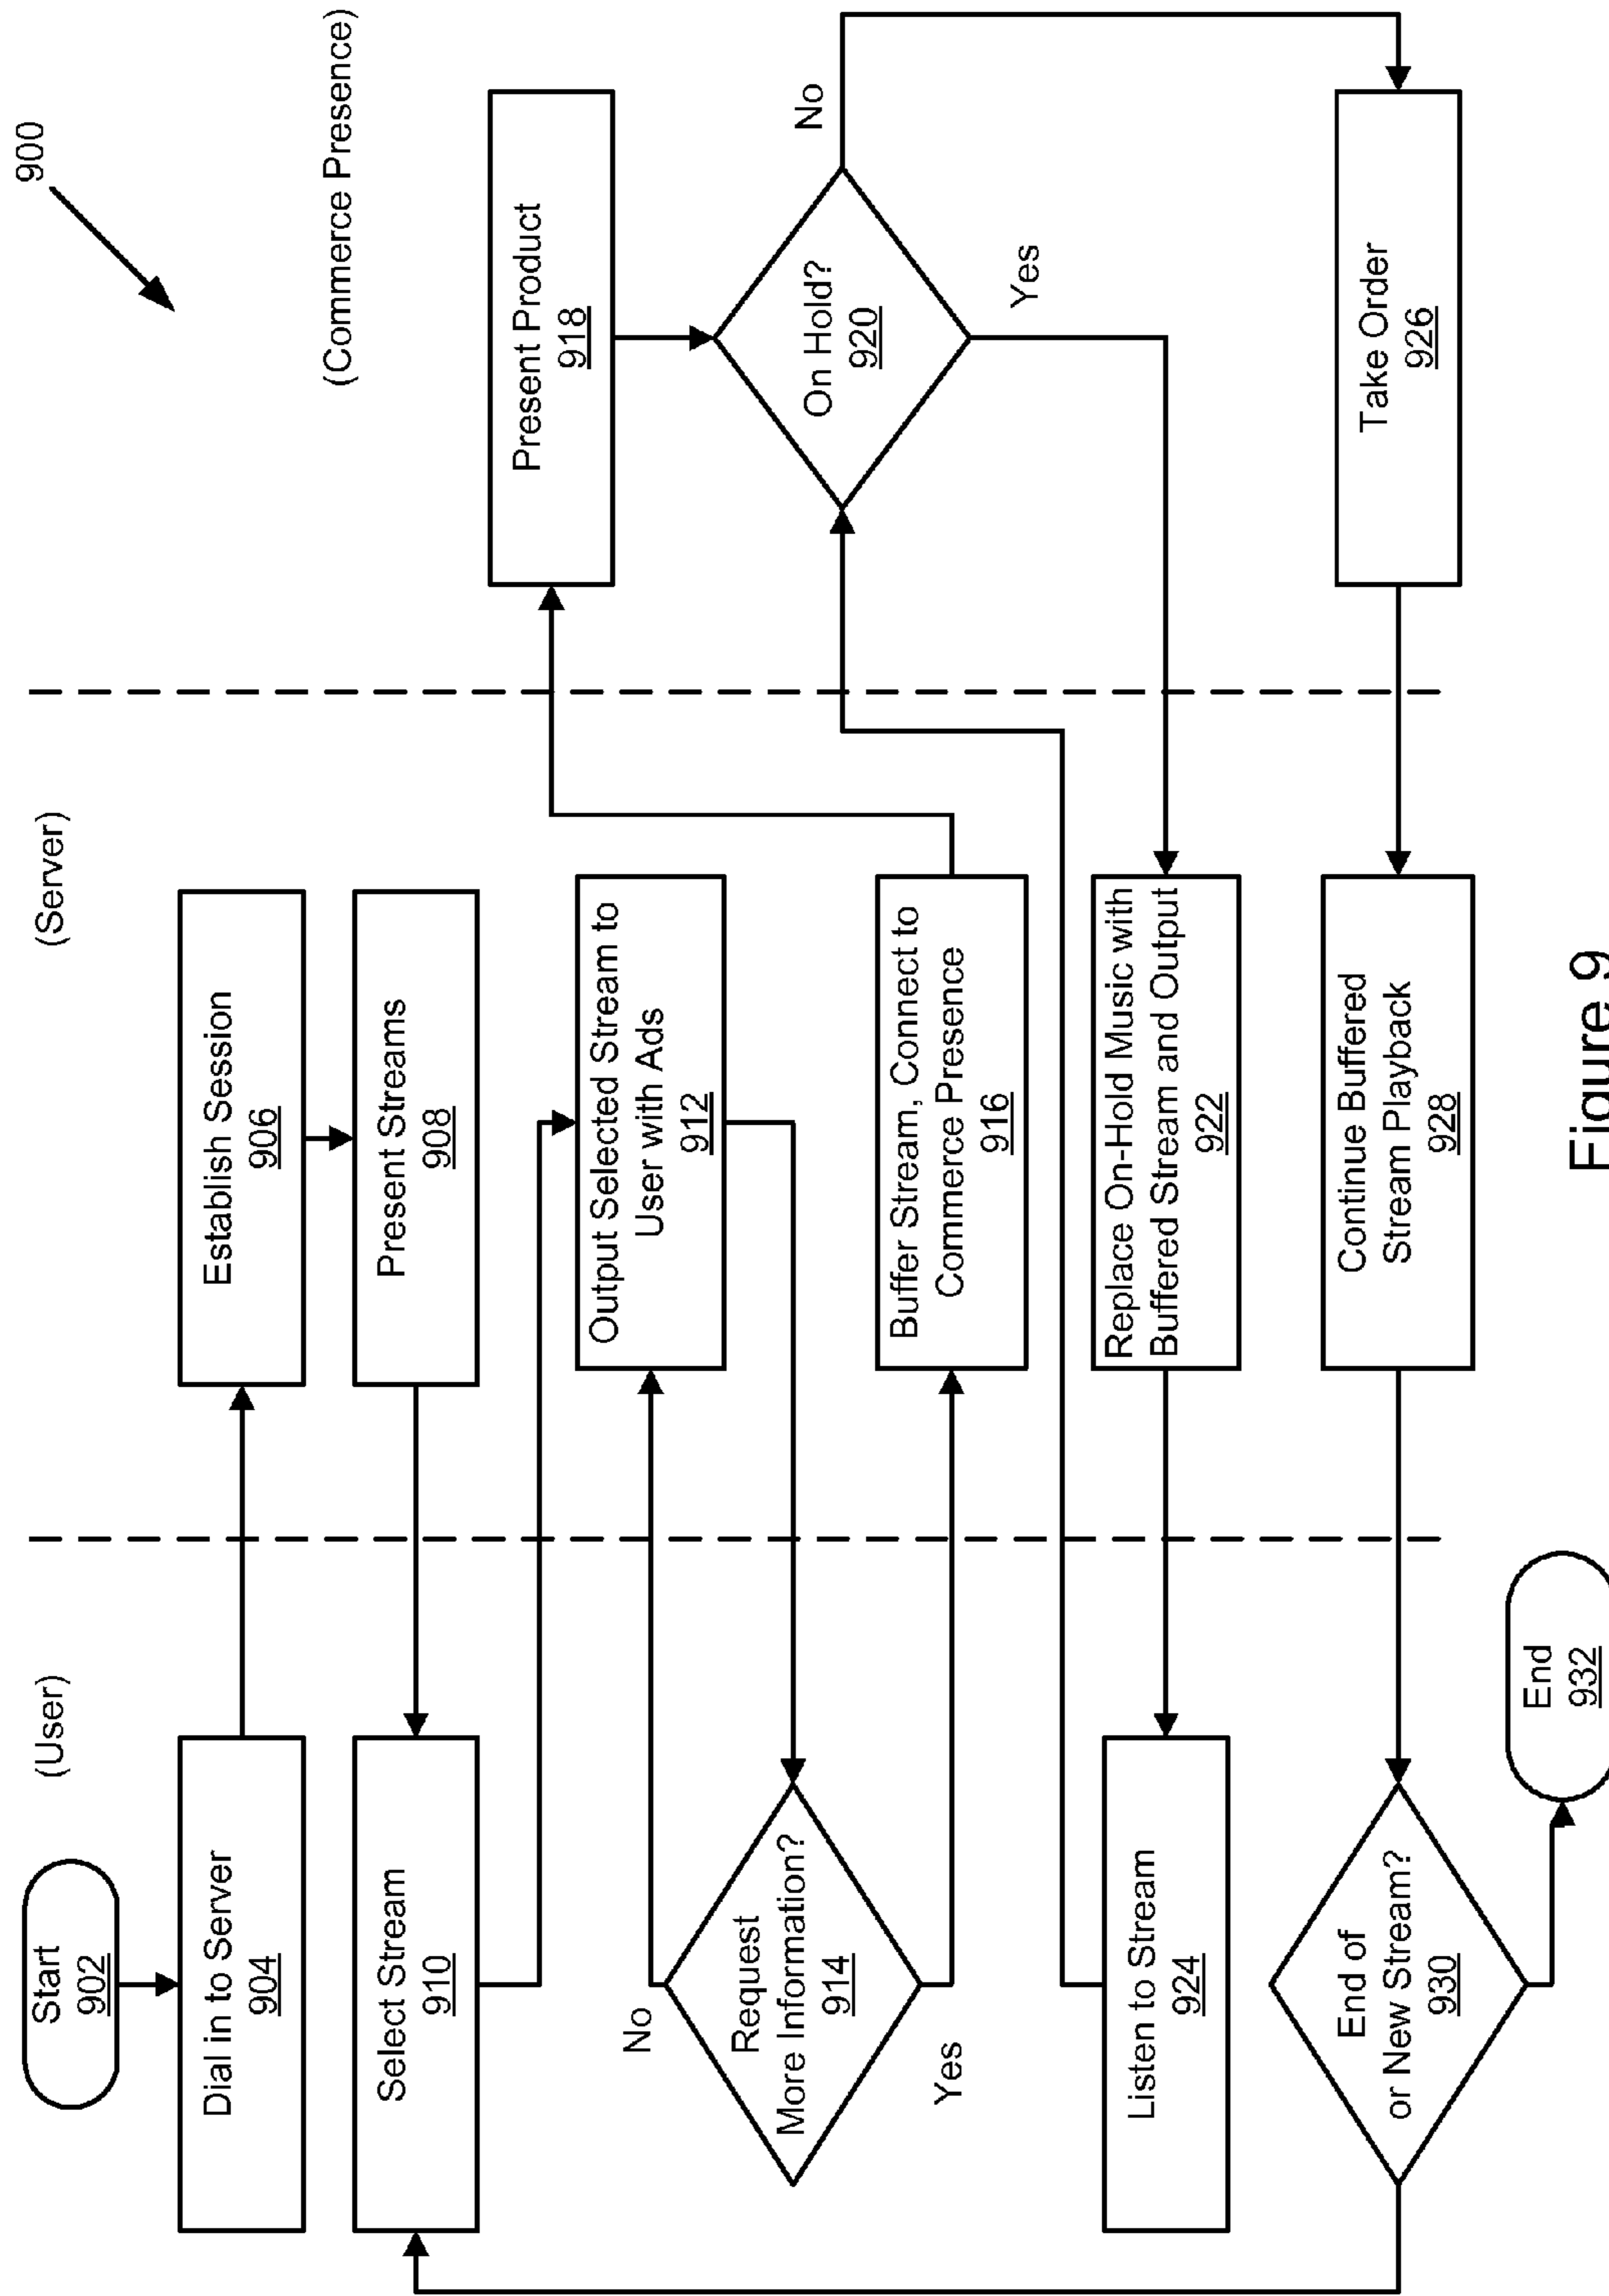 900
(User)
(Server)
(Commerce Presence)
Start
902
Dial in to Server
904
Establish Session
906
Present Streams
908
Select Stream
910
Output Selected Stream to
User with Ads
912
No
Request
More Information?
914
Yes
Buffer Stream, Connect to
Commerce Presence
916
Present Product
918
On Hold?
920
No
Yes
Replace On-Hold Music with
Buffered Stream and Output
922
Listen to Stream
924
Take Order
926
Continue Buffered
Stream Playback
928
End of
or New Stream?
930
End
932
Figure 9